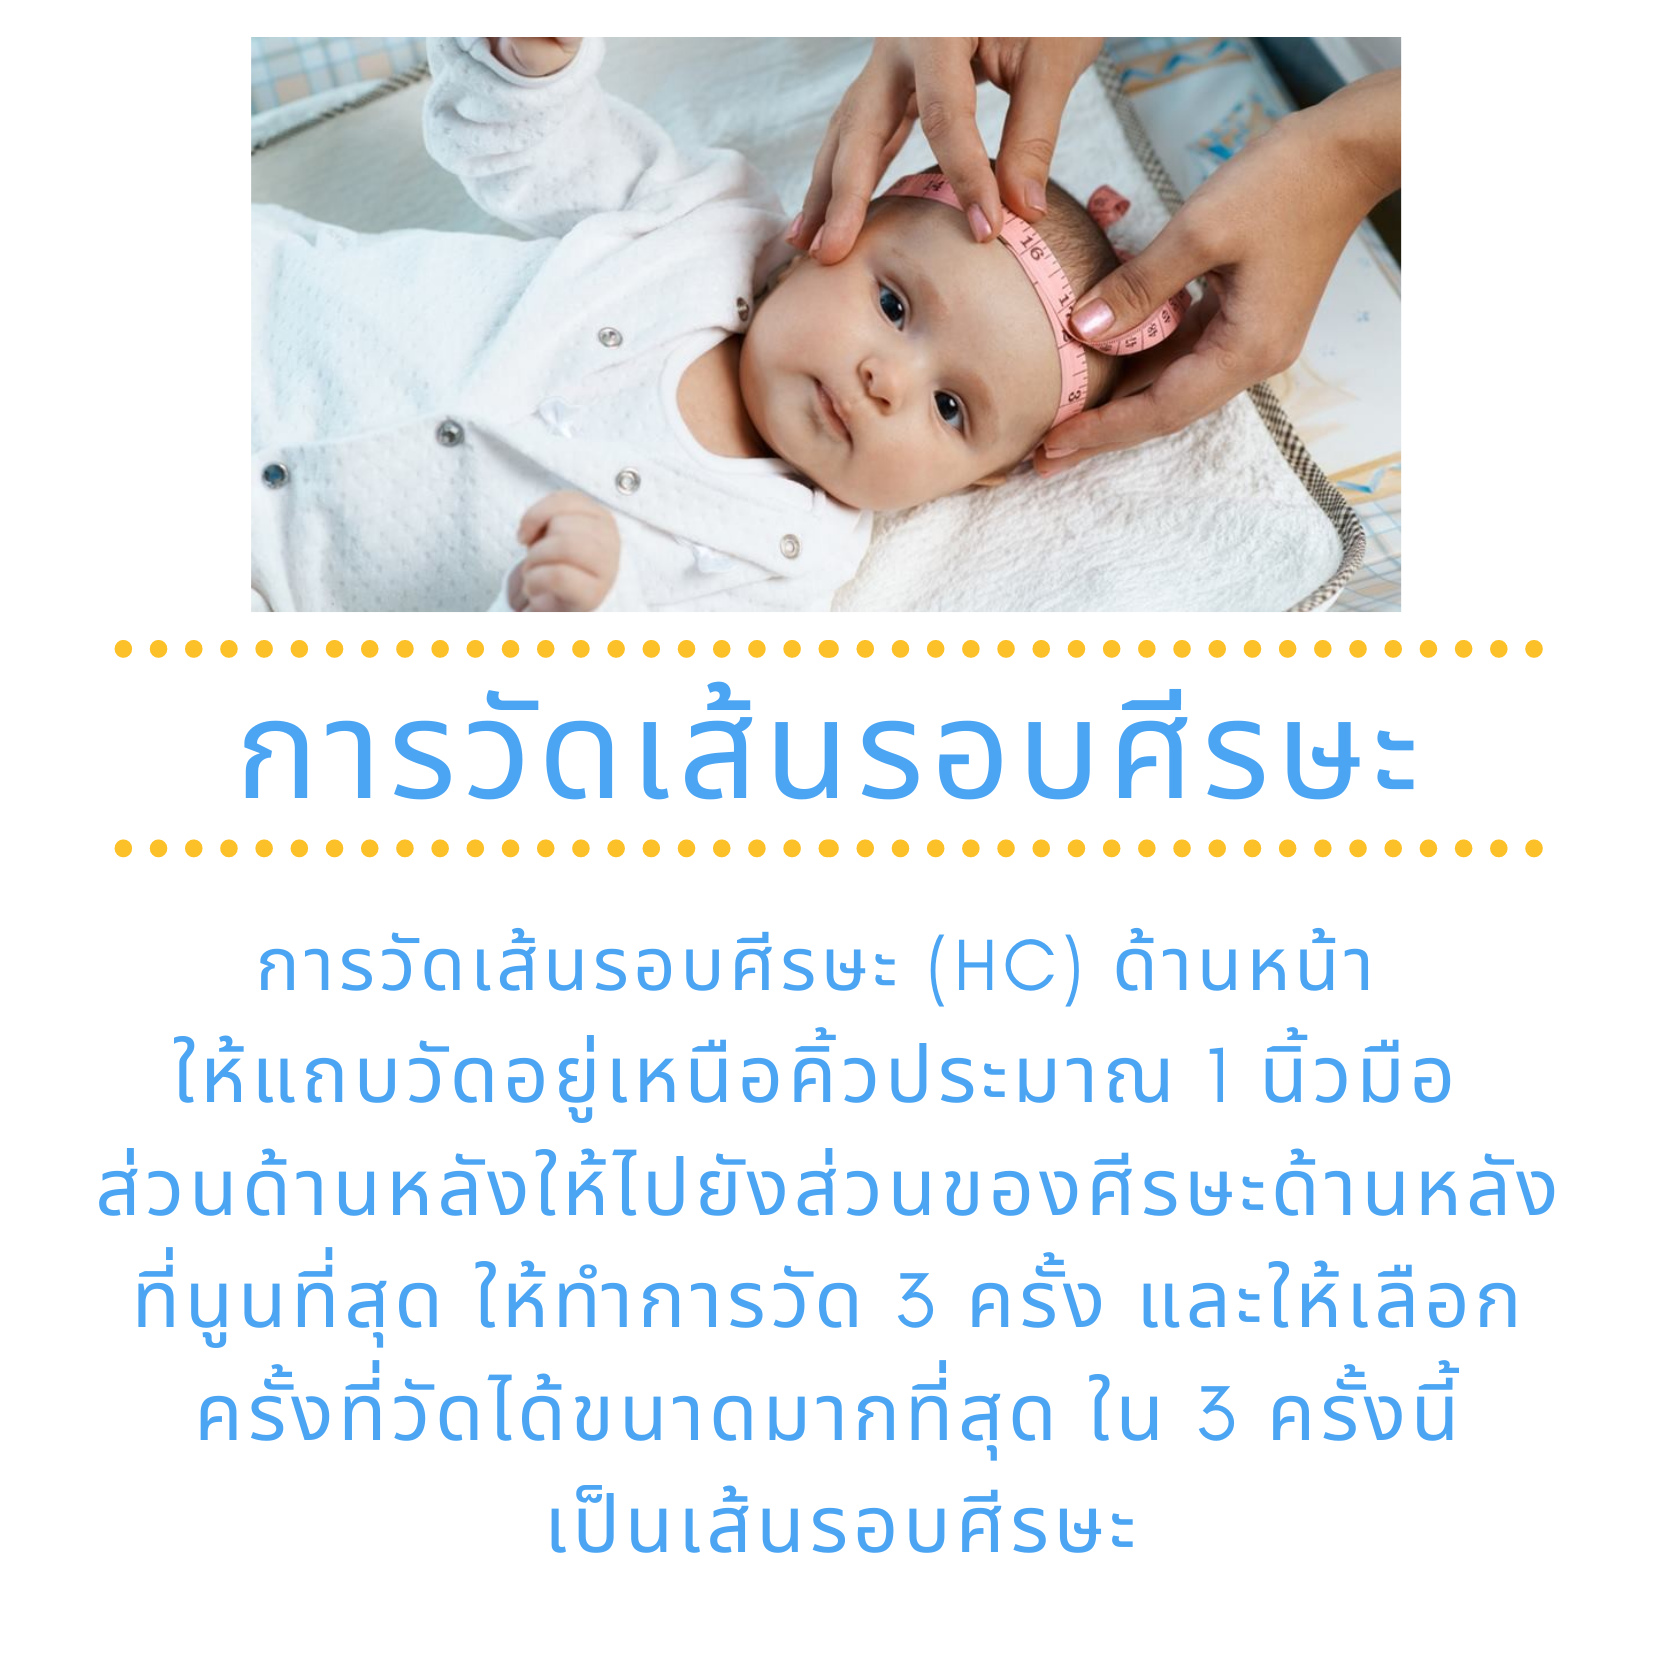 การวัดเส้นรอบศีรษะ
การวัดเส้นรอบศีรษะ (HC) ด้านหน้า
ให้แถบวัดอยู่เหนือคิ้วประมาณ 1 นิ้วมือ
ส่วนด้านหลังให้ไปยังส่วนของศีรษะด้านหลัง
ที่นูนที่สุด ให้ทำการวัด 3 ครั้ง และให้เลือก
ครั้งที่วัดได้ขนาดมากที่สุด ใน 3 ครั้งนี้
เป็นเส้นรอบศีรษะ